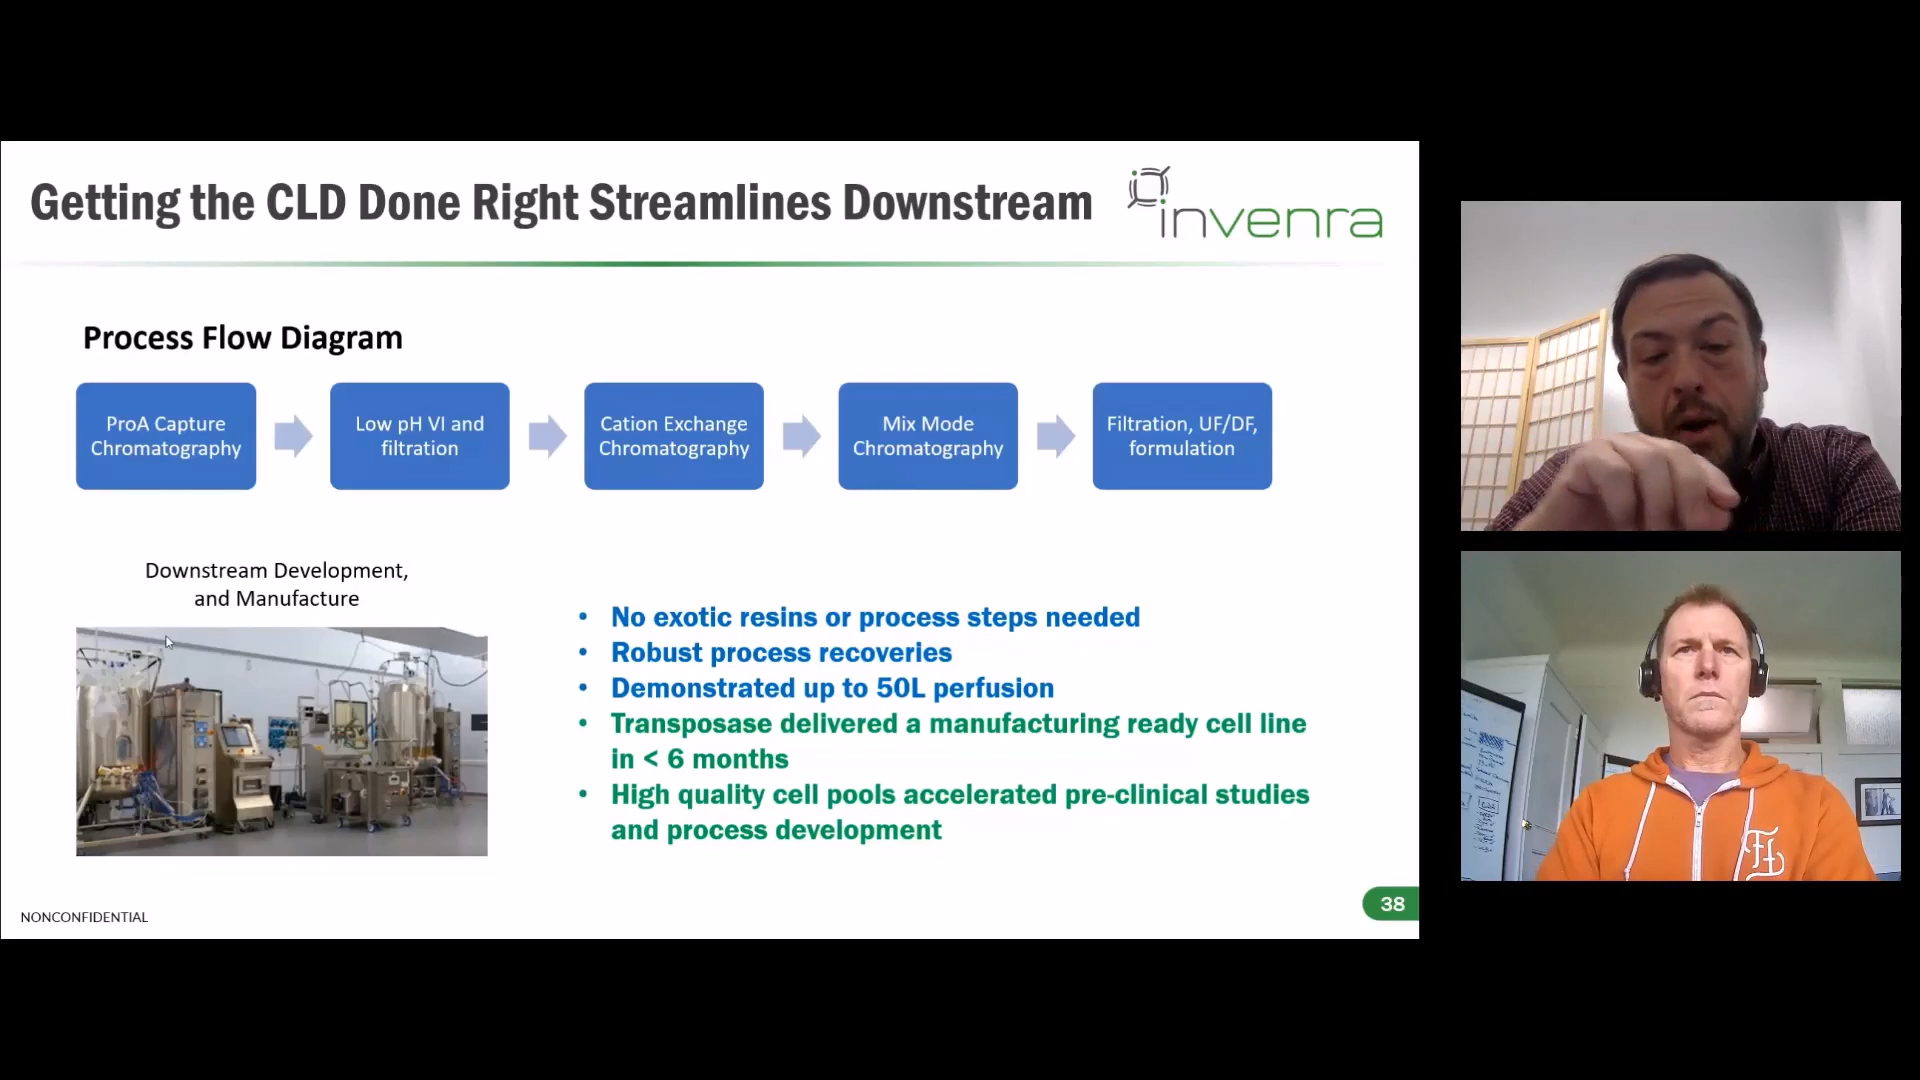 Getting the CLD Done Right Streamlines Downstream
invenra
Process Flow Diagram
ProA Capture
Chromatography
Low pH VI and
filtration
Cation Exchange
Chromatography
Mix Mode
Chromatography
Filtration, UF/DF,
formulation
Downstream Development,
and Manufacture
• No exotic resins or process steps needed
• Robust process recoveries
• Demonstrated up to 50L perfusion
• Transposase delivered a manufacturing ready cell line
in < 6 months
• High quality cell pools accelerated pre-clinical studies
and process development
NONCONFIDENTIAL
38